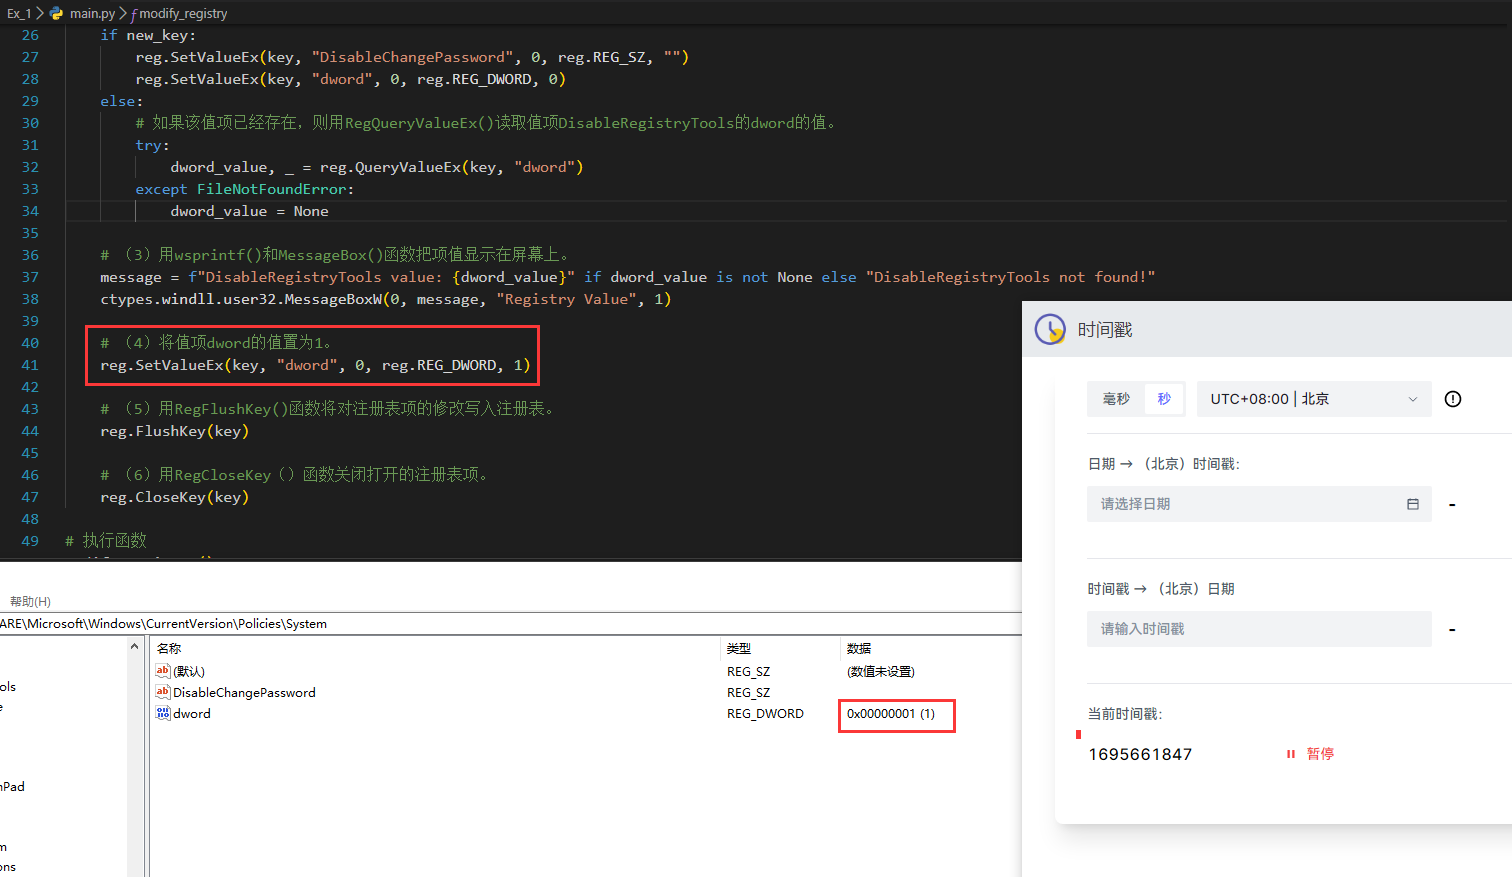 Ex_1 > main.py > modify_registry
26 if new_key:
27 reg.SetValueEx(key, "DisableChangePassword", 0, reg.REG_SZ, "")
28 reg.SetValueEx(key, "dword", 0, reg.REG_DWORD, 0)
29 else:
30 # 如果该值项已经存在，则用RegQueryValueEx()读取值项DisableRegistryTools的dword的值。
31 try:
32 dword_value, _ = reg.QueryValueEx(key, "dword")
33 except FileNotFoundError:
34 dword_value = None
35
36 # （3）用wsprintf()和MessageBox()函数把项值显示在屏幕上。
37 message = f"DisableRegistryTools value: {dword_value}" if dword_value is not None else "DisableRegistryTools not found!"
38 ctypes.windll.user32.MessageBoxW(0, message, "Registry Value", 1)
39
40 # （4）将值项dword的值置为1。
41 reg.SetValueEx(key, "dword", 0, reg.REG_DWORD, 1)
42
43 # （5）用RegFlushKey()函数将对注册表项的修改写入注册表。
44 reg.FlushKey(key)
45
46 # （6）用RegCloseKey（）函数关闭打开的注册表项。
47 reg.CloseKey(key)
48
49 # 执行函数
帮助(H)
ARE\Microsoft\Windows\CurrentVersion\Policies\System
名称 类型 数据
(默认) REG_SZ (数值未设置)
DisableChangePassword REG_SZ
dword REG_DWORD 0x00000001 (1)
ols
e
nPad
m
ons
时间戳
毫秒 秒 UTC+08:00 | 北京
日期 → （北京）时间戳:
请选择日期 -
时间戳 → （北京）日期
请输入时间戳 -
当前时间戳:
1695661847 暂停